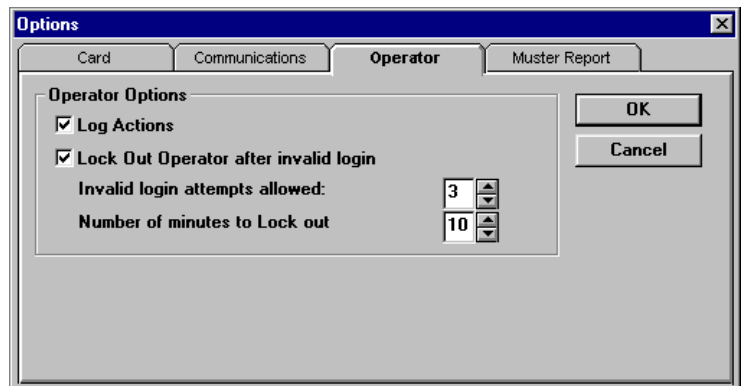 Options
Card Communications Operator Muster Report
Operator Options
Log Actions
Lock Out Operator after invalid login
Invalid login attempts allowed: 3
Number of minutes to Lock out 10
OK
Cancel